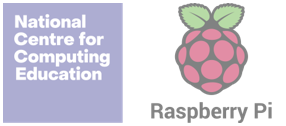 National
Centre for
Computing
Education
Raspberry Pi